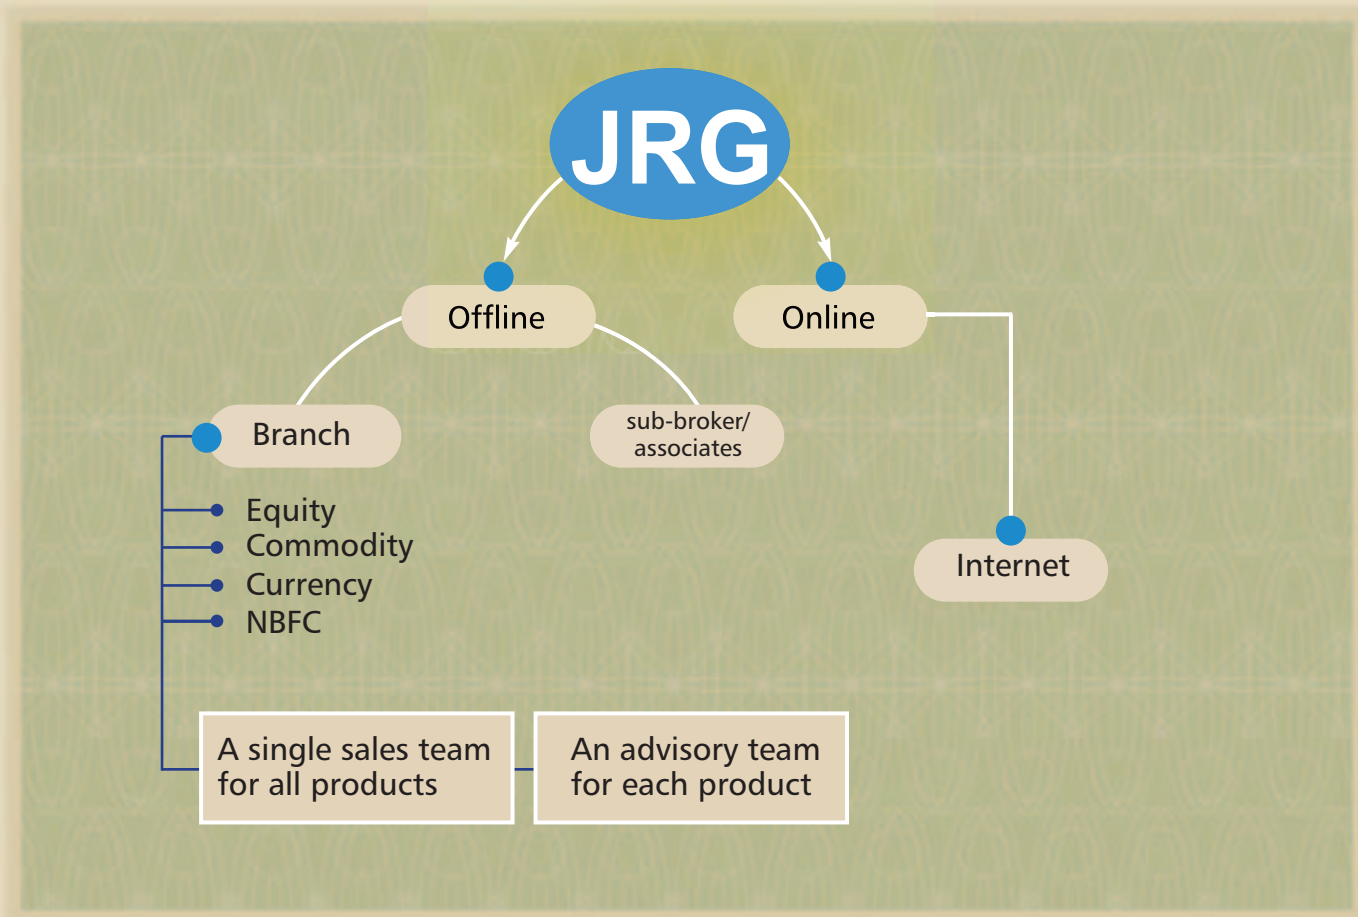 JRG
Offline
Online
Branch
sub-broker/
associates
Equity
Commodity
Currency
NBFC
Internet
A single sales team
for all products
An advisory team
for each product